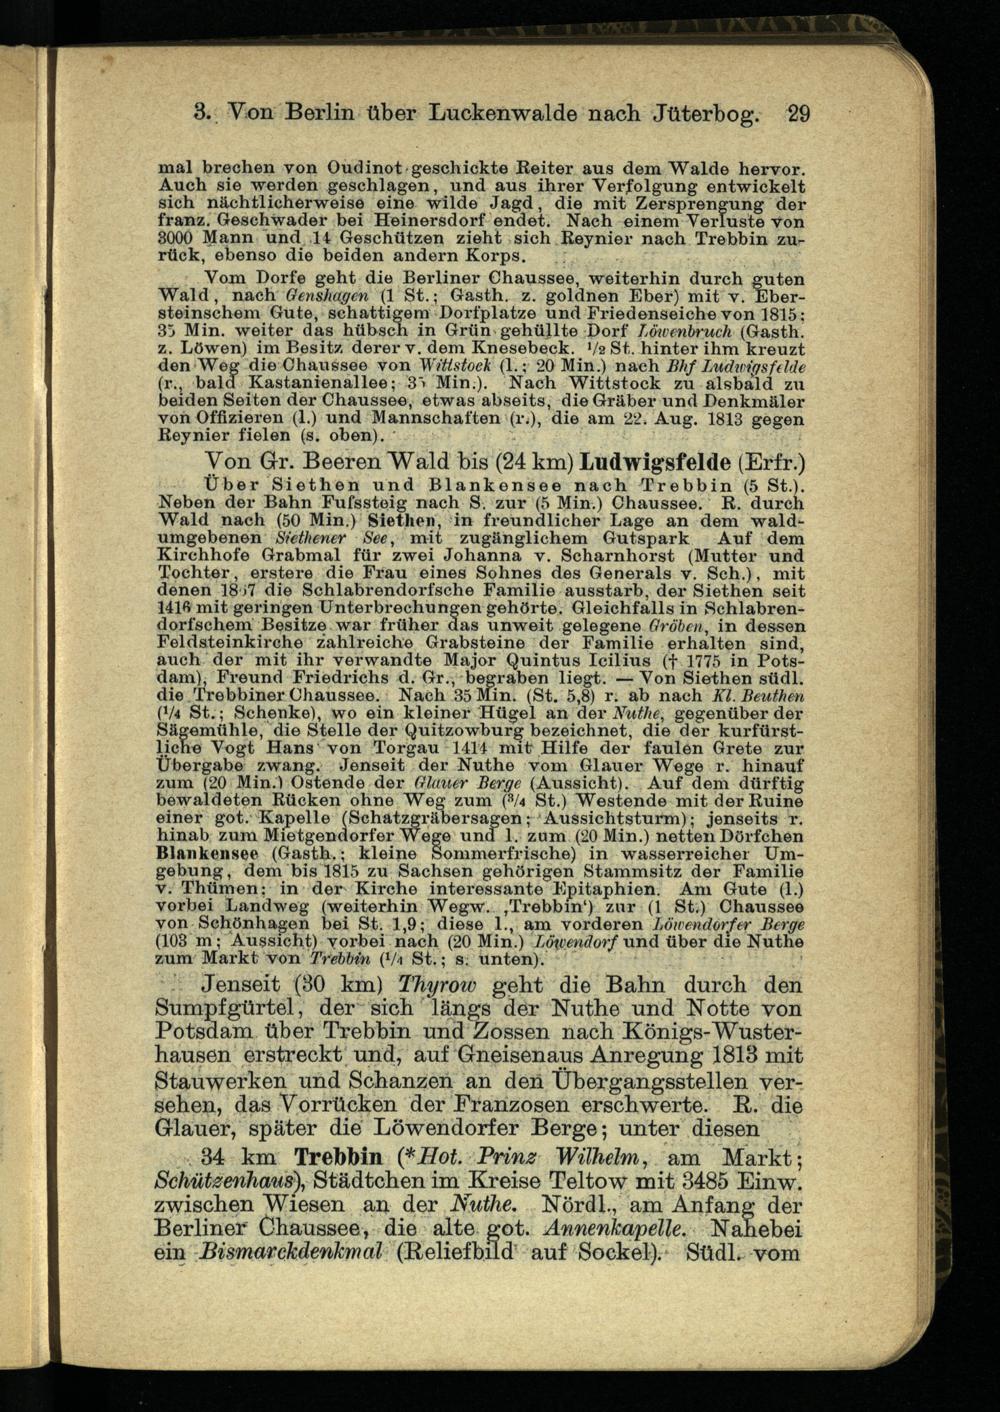 3. Von Berlin über Luckenwalde nach Jüterbog. 29
mal brechen von Oudinot geschickte Reiter aus dem Walde hervor.
Auch sie werden geschlagen, und aus ihrer Verfolgung entwickelt
sich nächtlicherweise eine wilde Jagd, die mit Zersprengung der
franz. Geschwader bei Heinersdorf endet. Nach einem Verluste von
3000 Mann und 14 Geschützen zieht sich Reynier nach Trebbin zu-
rück, ebenso die beiden andern Korps.
Vom Dorfe geht die Berliner Chaussee, weiterhin durch guten
Wald, nach Genshagen (1 St.; Gasth. z. goldnen Eber) mit v. Eber-
steinschem Gute, schattigem Dorfplatze und Friedenseiche von 1815;
35 Min. weiter das hübsch in Grün gehüllte Dorf Löwenbruch (Gasth.
z. Löwen) im Besitz derer v. dem Knesebeck. 1/2 St. hinter ihm kreuzt
den Weg die Chaussee von Wittstock (l.; 20 Min.) nach Bhf Ludwigsfelde
(r., bald Kastanienallee; 35 Min.). Nach Wittstock zu alsbald zu
beiden Seiten der Chaussee, etwas abseits, die Gräber und Denkmäler
von Offizieren (l.) und Mannschaften (r.), die am 22. Aug. 1813 gegen
Reynier fielen (s. oben).
Von Gr. Beeren Wald bis (24 km) Ludwigsfelde (Erfr.)
Über Siethen und Blankensee nach Trebbin (5 St.).
Neben der Bahn Fufssteig nach S. zur (5 Min.) Chaussee. R. durch
Wald nach (50 Min.) Siethen, in freundlicher Lage an dem wald-
umgebenen Siethener See, mit zugänglichem Gutspark Auf dem
Kirchhofe Grabmal für zwei Johanna v. Scharnhorst (Mutter und
Tochter, erstere die Frau eines Sohnes des Generals v. Sch.), mit
denen die Schlabrendorfsche Familie ausstarb, der Siethen seit
1416 mit geringen Unterbrechungen gehörte. Gleichfalls in Schlabren-
dorfschem Besitze war früher das unweit gelegene Gröben, in dessen
Feldsteinkirche zahlreiche Grabsteine der Familie erhalten sind,
auch der mit ihr verwandte Major Quintus Icilius († 1775 in Pots-
dam), Freund Friedrichs d. Gr., begraben liegt. — Von Siethen südl.
die Trebbiner Chaussee. Nach 35 Min. (St. 5,8) r. ab nach Kl. Beuthen
(1/4 St.; Schenke), wo ein kleiner Hügel an der Nuthe, gegenüber der
Sägemühle, die Stelle der Quitzowburg bezeichnet, die der kurfürst-
liche Vogt Hans von Torgau 1414 mit Hilfe der faulen Grete zur
Übergabe zwang. Jenseit der Nuthe vom Glauer Wege r. hinauf
zum (20 Min.) Ostende der Glauer Berge (Aussicht). Auf dem dürftig
bewaldeten Rücken ohne Weg zum (3/4 St.) Westende mit der Ruine
einer got. Kapelle (Schatzgräbersagen; Aussichtsturm); jenseits r.
hinab zum Mietgendorfer Wege und l. zum (20 Min.) netten Dörfchen
Blankensee (Gasth.; kleine Sommerfrische) in wasserreicher Um-
gebung, dem bis 1815 zu Sachsen gehörigen Stammsitz der Familie
v. Thümen; in der Kirche interessante Epitaphien. Am Gute (l.)
vorbei Landweg (weiterhin Wegw. ‚Trebbin‘) zur (1 St.) Chaussee
von Schönhagen bei St. 1,9; diese l., am vorderen Löwendorfer Berge
(103 m; Aussicht) vorbei nach (20 Min.) Löwendorf und über die Nuthe
zum Markt von Trebbin (1/4 St.; s. unten).
Jenseit (30 km) Thyrow geht die Bahn durch den
Sumpfgürtel, der sich längs der Nuthe und Notte von
Potsdam über Trebbin und Zossen nach Königs-Wuster-
hausen erstreckt und, auf Gneisenaus Anregung 1813 mit
Stauwerken und Schanzen an den Übergangsstellen ver-
sehen, das Vorrücken der Franzosen erschwerte. R. die
Glauer, später die Löwendorfer Berge; unter diesen
34 km Trebbin (*Hot. Prinz Wilhelm, am Markt;
Schützenhaus), Städtchen im Kreise Teltow mit 3485 Einw.
zwischen Wiesen an der Nuthe. Nördl., am Anfang der
Berliner Chaussee, die alte got. Annenkapelle. Nahebei
ein Bismarckdenkmal (Reliefbild auf Sockel). Südl. vom